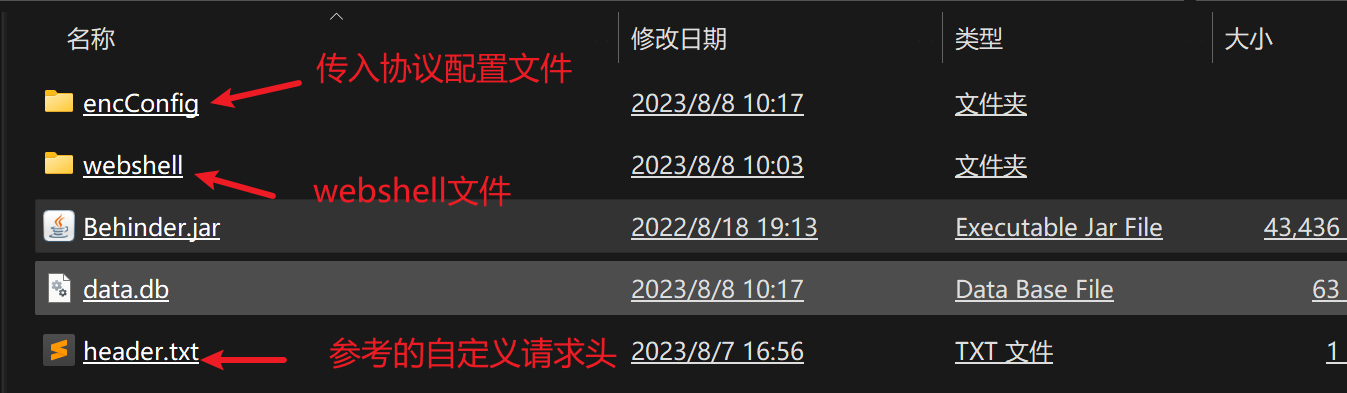 名称 修改日期 类型 大小
传入协议配置文件
encConfig 2023/8/8 10:17 文件夹
webshell 2023/8/8 10:03 文件夹
webshell文件
Behinder.jar 2022/8/18 19:13 Executable Jar File 43,436
data.db 2023/8/8 10:17 Data Base File 63
header.txt 参考的自定义请求头 2023/8/7 16:56 TXT 文件 1